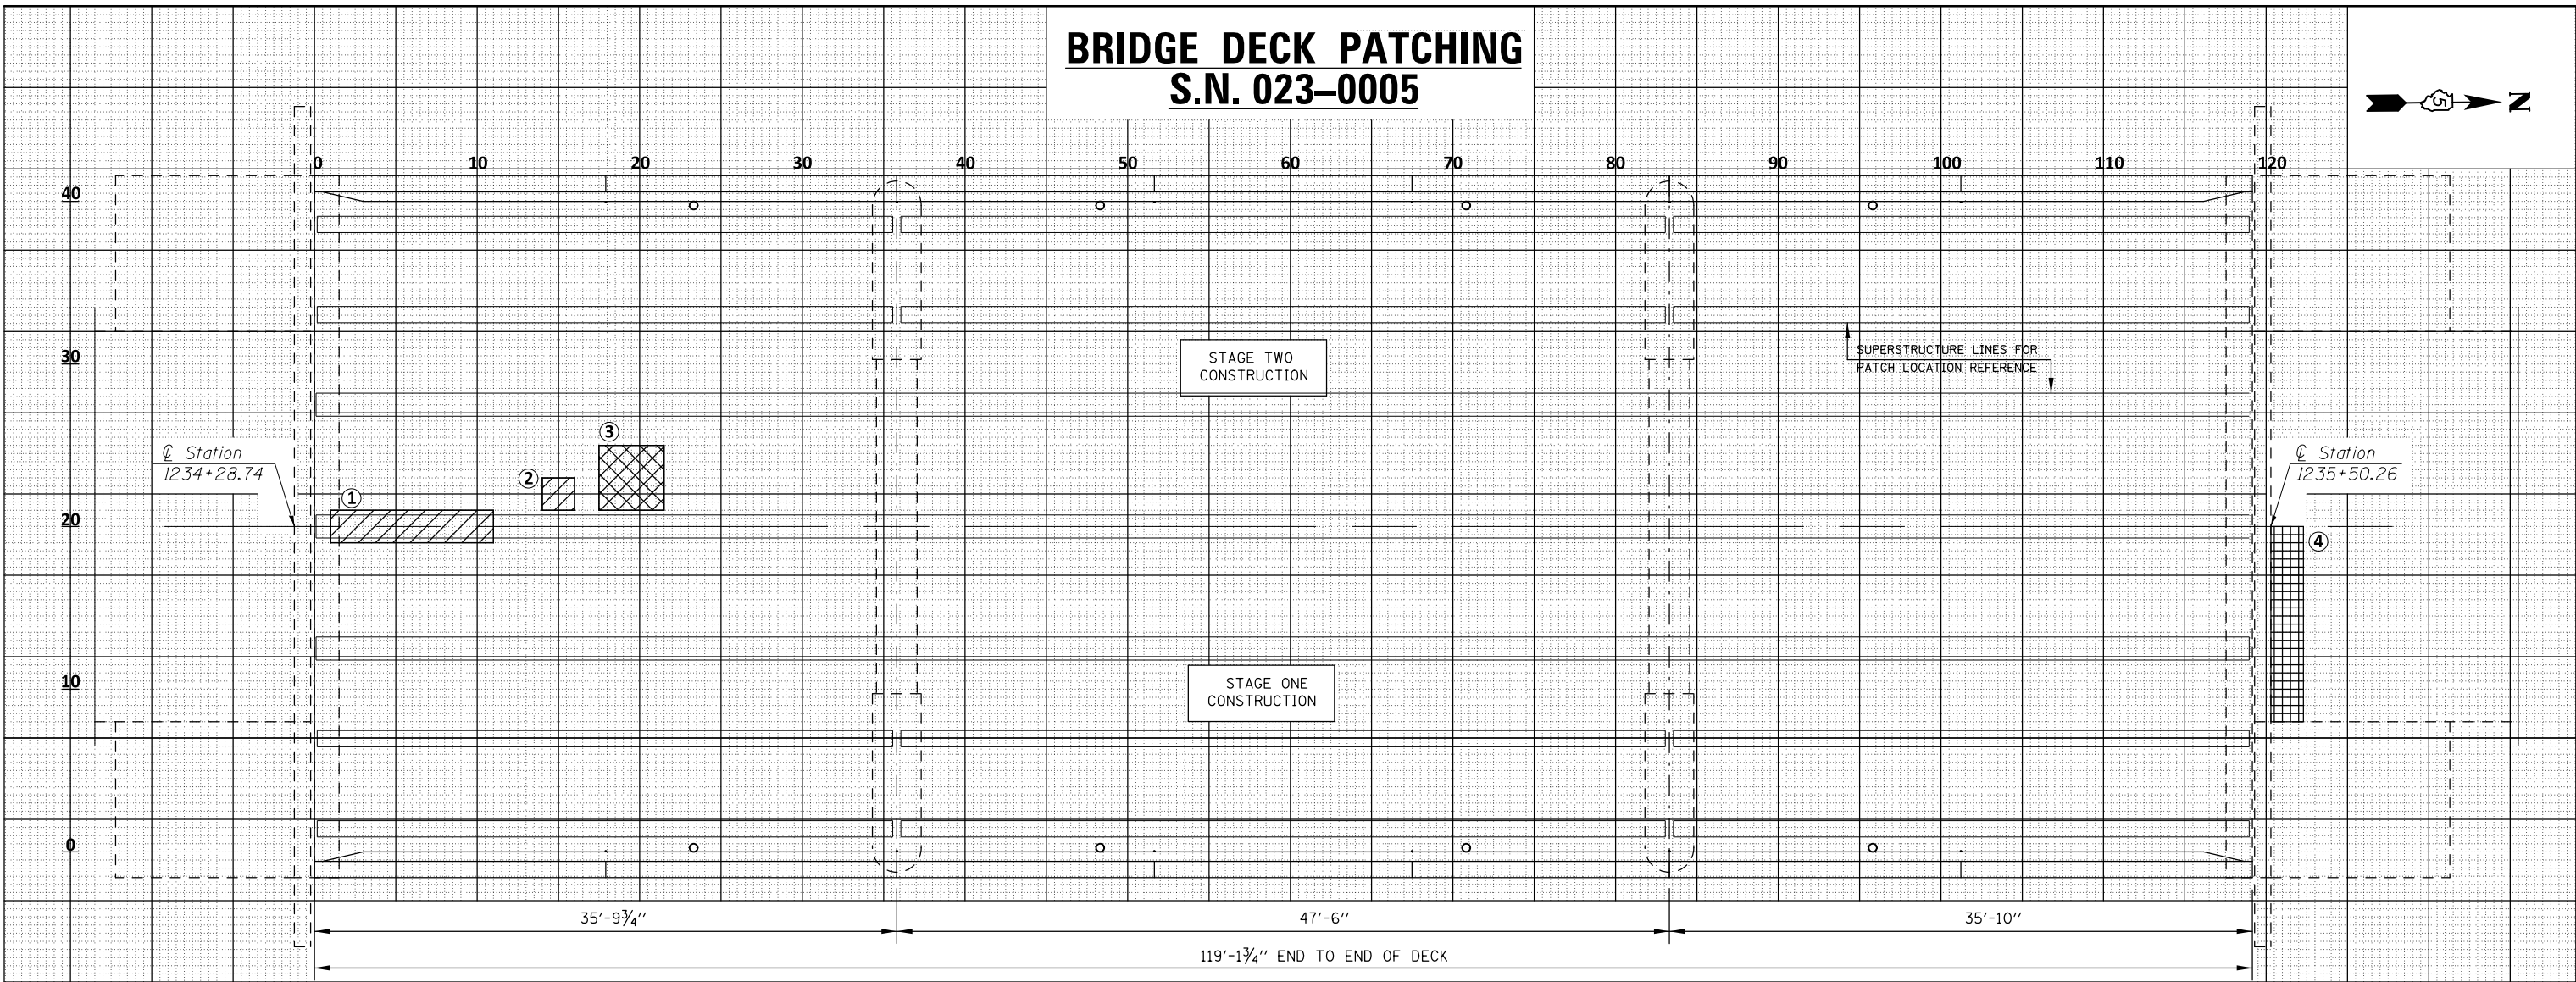 BRIDGE DECK PATCHING
S.N. 023–0005
5 N
0 10 20 30 40 50 60 70 80 90 100 110 120
40
30
20
10
0
STAGE TWO
CONSTRUCTION
SUPERSTRUCTURE LINES FOR
PATCH LOCATION REFERENCE
℄ Station
1234+28.74
①
②
③
℄ Station
1235+50.26
④
STAGE ONE
CONSTRUCTION
35'-9¾'' 47'-6'' 35'-10''
119'-1¾'' END TO END OF DECK